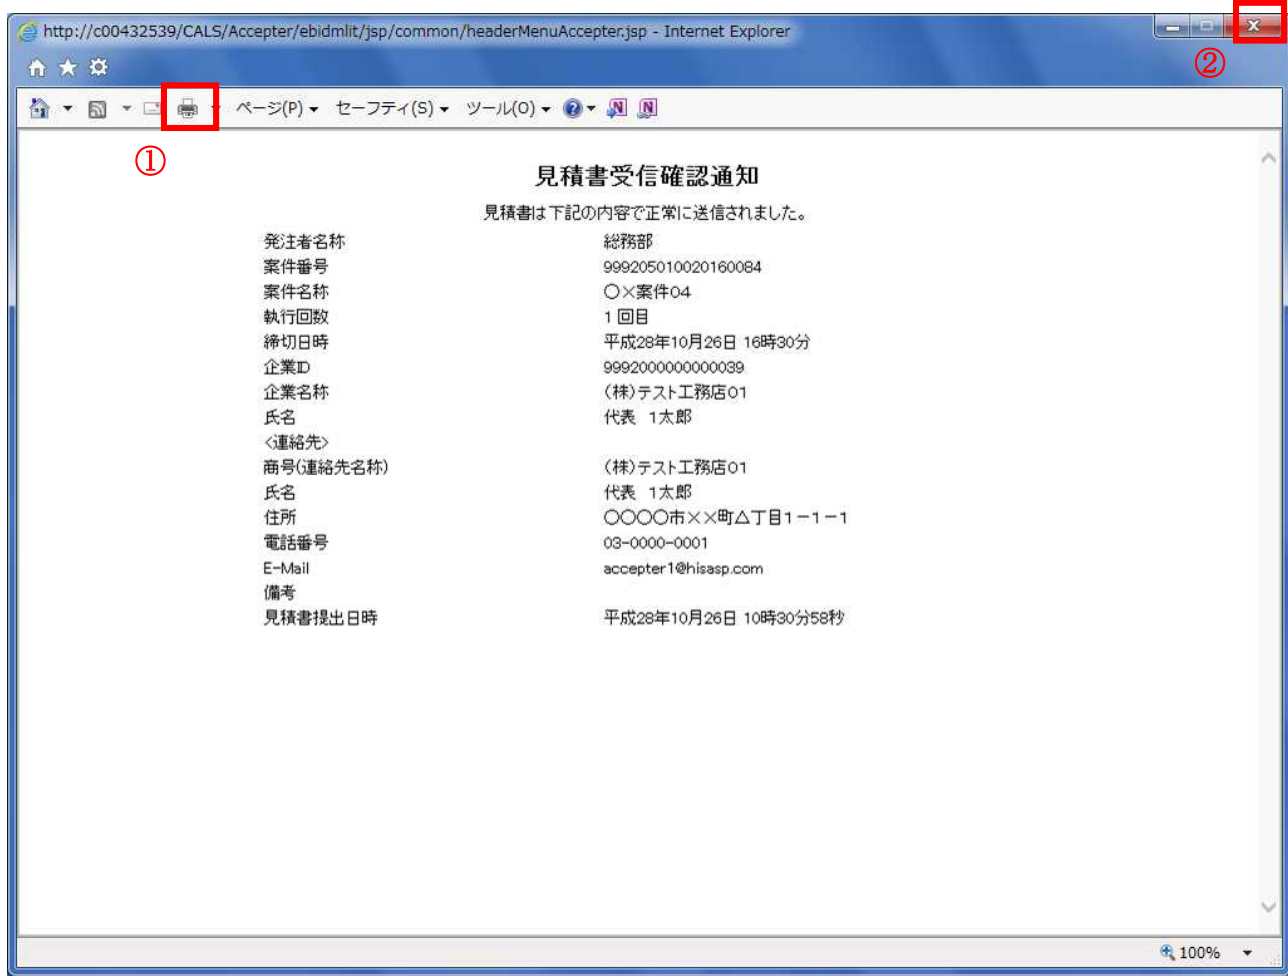 http://c00432539/CALS/Accepter/ebidmlit/jsp/common/headerMenuAccepter.jsp - Internet Explorer
②
ページ(P) セーフティ(S) ツール(O)
①
見積書受信確認通知
見積書は下記の内容で正常に送信されました。
発注者名称 総務部
案件番号 999205010020160084
案件名称 〇×案件04
執行回数 1回目
締切日時 平成28年10月26日 16時30分
企業ID 9992000000000039
企業名称 (株)テスト工務店01
氏名 代表 1太郎
<連絡先>
商号(連絡先名称) (株)テスト工務店01
氏名 代表 1太郎
住所 〇〇〇〇市××町△丁目1-1-1
電話番号 03-0000-0001
E-Mail accepter1@hisasp.com
備考
見積書提出日時 平成28年10月26日 10時30分58秒
100%